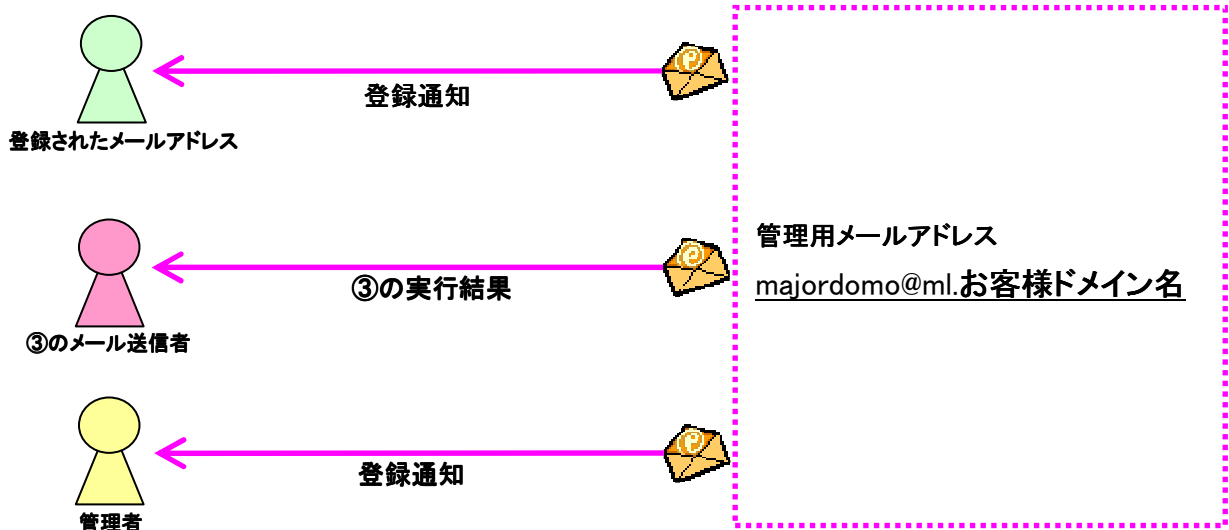 登録通知
登録されたメールアドレス
管理用メールアドレス
majordomo@ml.お客様ドメイン名
③の実行結果
③のメール送信者
登録通知
管理者